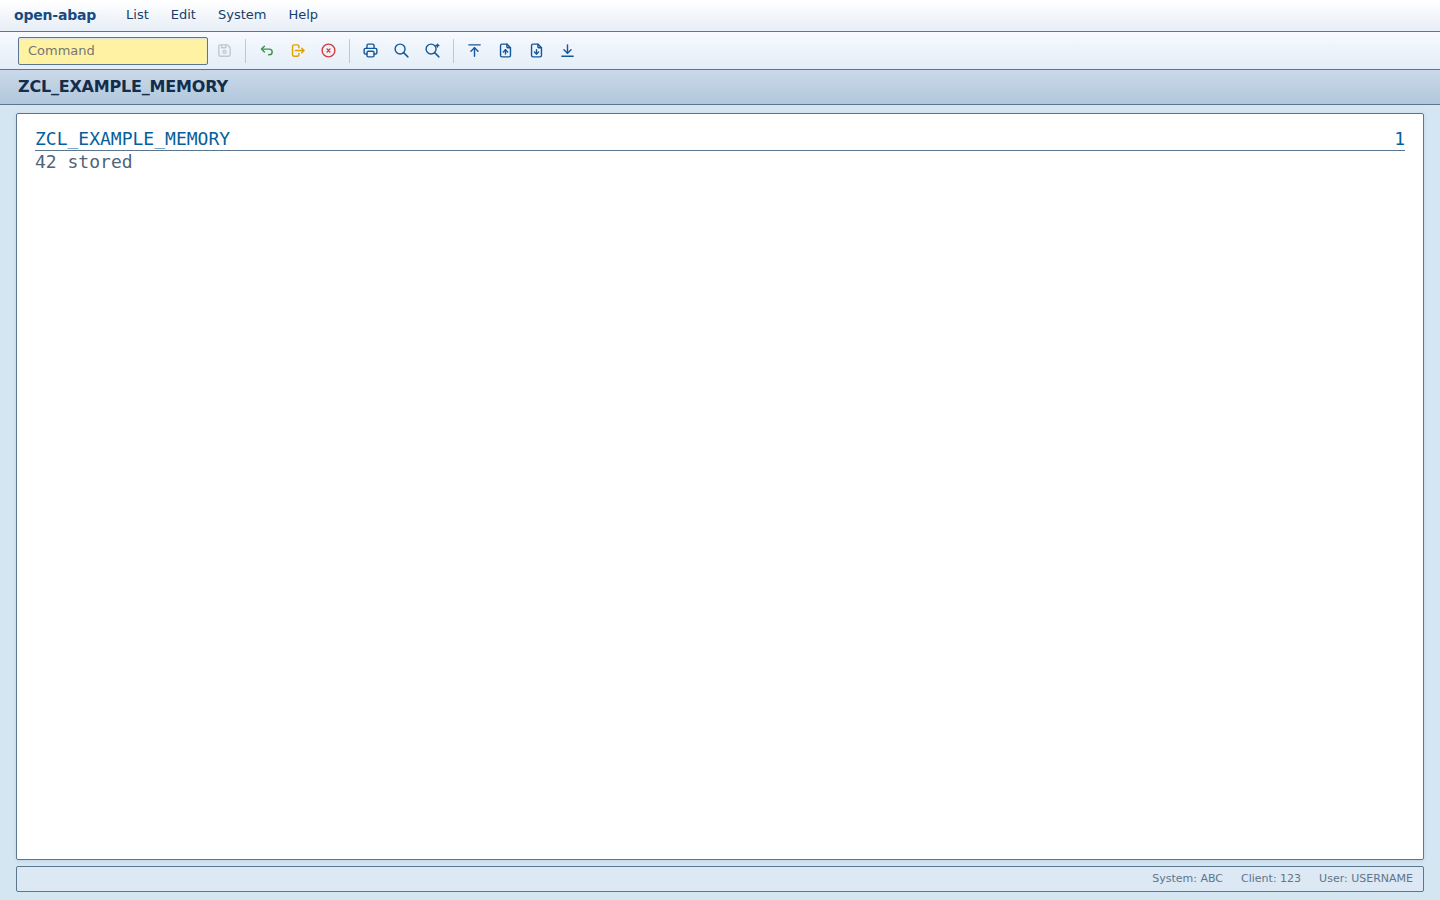 open-abap List Edit System Help
Command
ZCL_EXAMPLE_MEMORY
ZCL_EXAMPLE_MEMORY 1
42 stored
System: ABC Client: 123 User: USERNAME